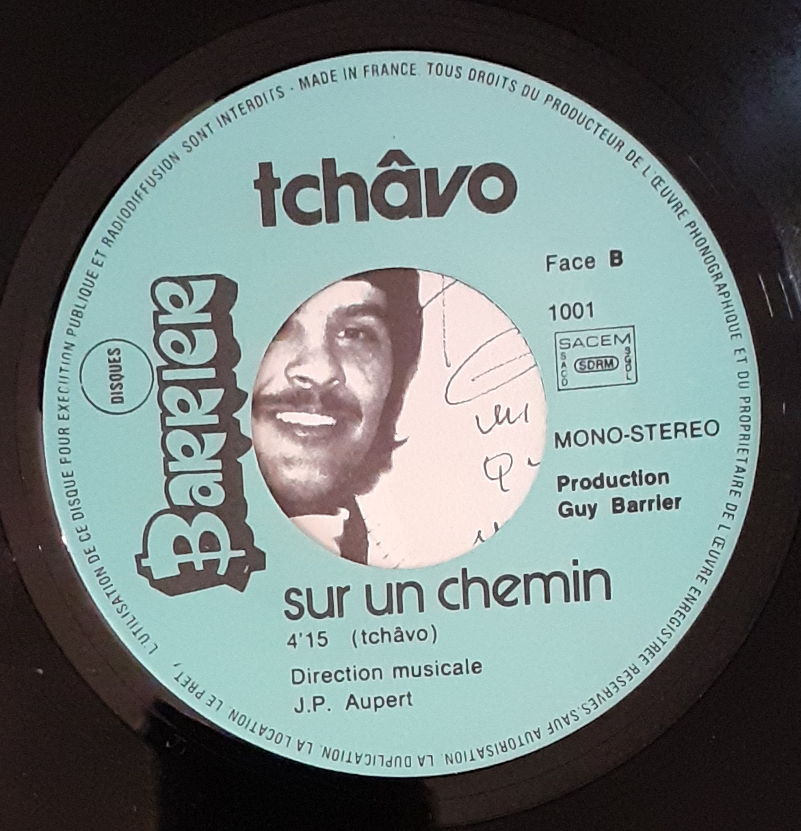 tchâvo
Face B
1001
SACEM
SACD
SDRM
SGDL
MONO-STEREO
Production
Guy Barrier
DISQUES
BARRIER
sur un chemin
4'15 (tchâvo)
Direction musicale
J.P. Aupert
MADE IN FRANCE. TOUS DROITS DU PRODUCTEUR DE L'ŒUVRE PHONOGRAPHIQUE ET DU PROPRIETAIRE DE L'ŒUVRE ENREGISTREE RESERVES. SAUF AUTORISATION. LA DUPLICATION. LA LOCATION. LE PRET, L'UTILISATION DE CE DISQUE POUR EXECUTION PUBLIQUE ET RADIODIFFUSION SONT INTERDITS -